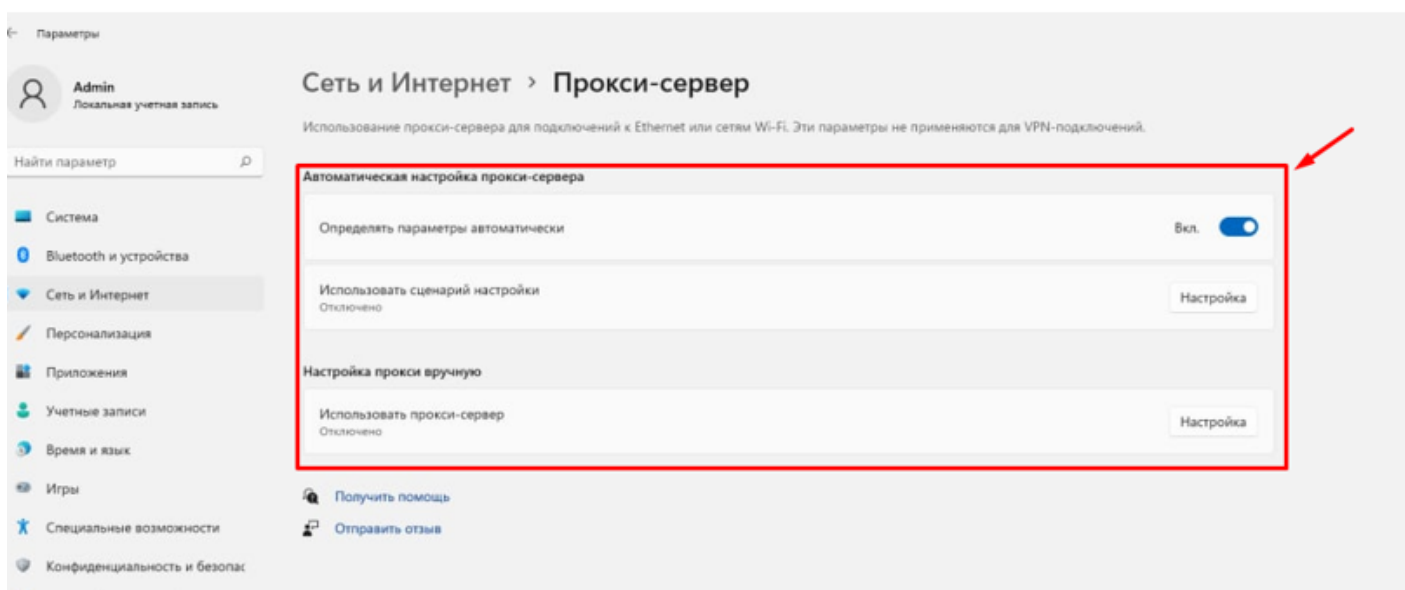 Параметры
Admin
Локальная учетная запись
Найти параметр
Система
Bluetooth и устройства
Сеть и Интернет
Персонализация
Приложения
Учетные записи
Время и язык
Игры
Специальные возможности
Конфиденциальность и безопас
Сеть и Интернет > Прокси-сервер
Использование прокси-сервера для подключений к Ethernet или сетям Wi-Fi. Эти параметры не применяются для VPN-подключений.
Автоматическая настройка прокси-сервера
Определять параметры автоматически Вкл.
Использовать сценарий настройки
Отключено
Настройка
Настройка прокси вручную
Использовать прокси-сервер
Отключено
Настройка
Получить помощь
Отправить отзыв